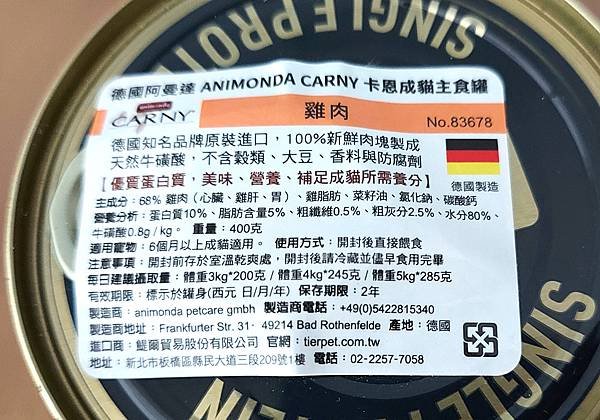 SINGLE PROTEIN
德國阿曼達 ANIMONDA CARNY 卡恩成貓主食罐
animonda
CARNY
雞肉
No.83678
德國知名品牌原裝進口，100%新鮮肉塊製成
天然牛磺酸，不含穀類、大豆、香料與防腐劑
【優質蛋白質，美味、營養、補足成貓所需養分】
德國製造
主成分：68% 雞肉（心臟、雞肝、胃）、雞脂肪、菜籽油、氯化鈉、碳酸鈣
營養分析：蛋白質10%、脂肪含量5%、粗纖維0.5%、粗灰分2.5%、水分80%、
牛磺酸0.8g / kg。 重量：400克
適用寵物：6個月以上成貓適用。 使用方式：開封後直接餵食
注意事項：開封前存於室溫乾爽處，開封後請冷藏並儘早食用完畢
每日建議攝取量：體重3kg*200克 / 體重4kg*245克 / 體重5kg*285克
有效期限：標示於罐身(西元 日/月/年) 保存期限：2年
製造商：animonda petcare gmbh 製造商電話：+49(0)5422815340
製造商地址：Frankfurter Str. 31· 49214 Bad Rothenfelde 產地：德國
進口商：鯤爾貿易股份有限公司 官網：tierpet.com.tw
地址：新北市板橋區縣民大道三段209號1樓 電話：02-2257-7058
SINGLE PROTEIN